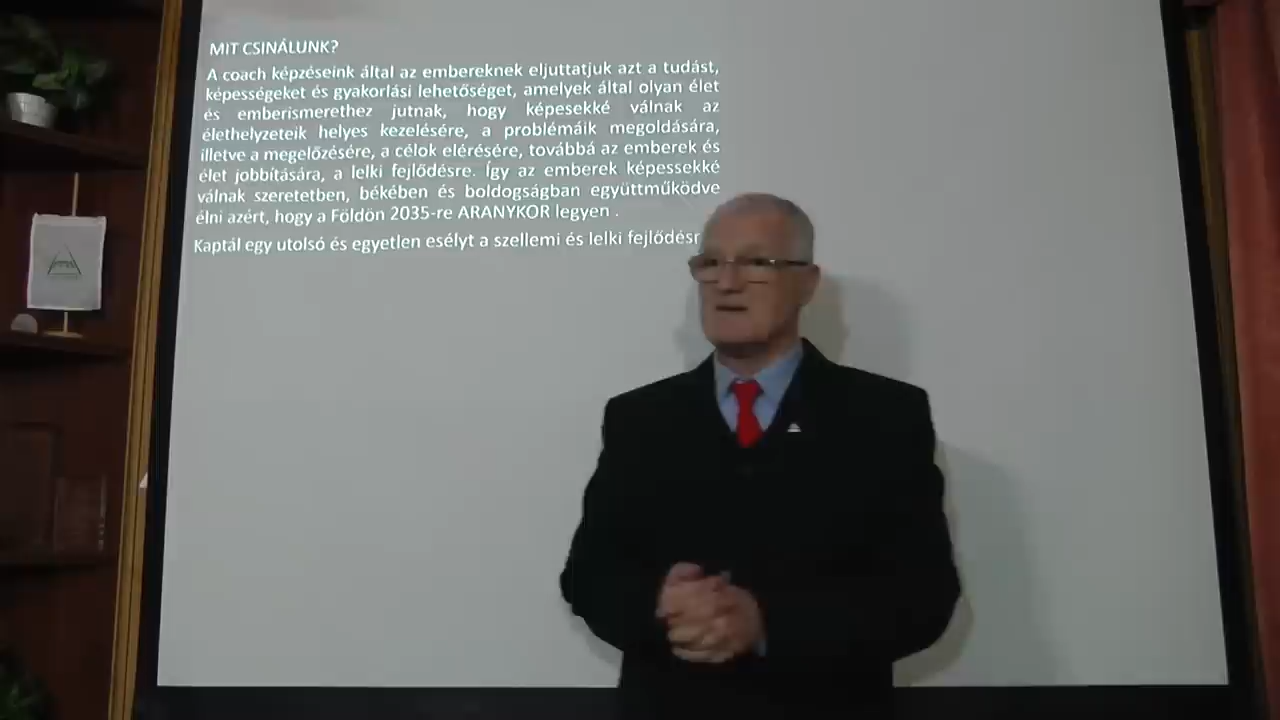 MIT CSINÁLUNK?
A coach képzéseink által az embereknek eljuttatjuk azt a tudást,
képességeket és gyakorlási lehetőséget, amelyek által olyan élet
és emberismerethez jutnak, hogy képesekké válnak az
élethelyzeteik helyes kezelésére, a problémáik megoldására,
illetve a megelőzésére, a célok elérésére, továbbá az emberek és
élet jobbítására, a lelki fejlődésre. Így az emberek képessekké
válnak szeretetben, békében és boldogságban együttműködve
élni azért, hogy a Földön 2035-re ARANYKOR legyen .
Kaptál egy utolsó és egyetlen esélyt a szellemi és lelki fejlődésr